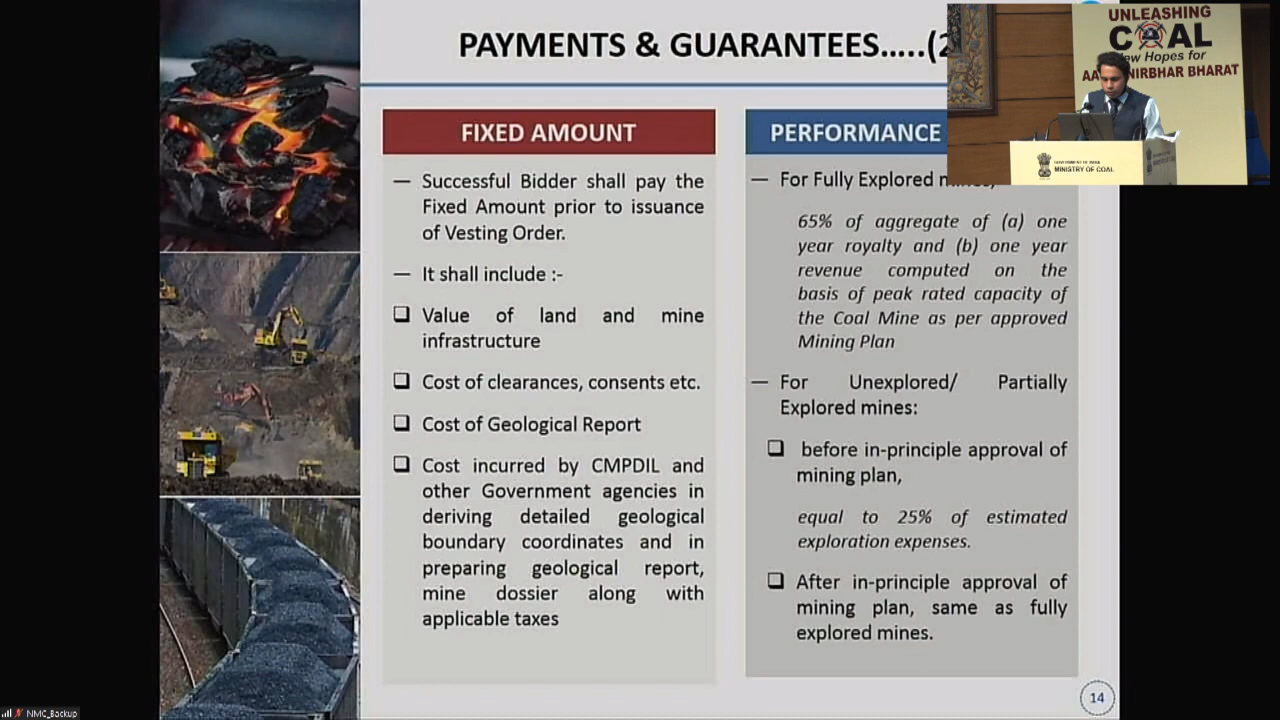 PAYMENTS & GUARANTEES.....(2
UNLEASHING
COAL
New Hopes for
BHARAT
GOVERNMENT OF INDIA
MINISTRY OF COAL
FIXED AMOUNT
— Successful Bidder shall pay the
Fixed Amount prior to issuance
of Vesting Order.
— It shall include :-
❑ Value of land and mine
infrastructure
❑ Cost of clearances, consents etc.
❑ Cost of Geological Report
❑ Cost incurred by CMPDIL and
other Government agencies in
deriving detailed geological
boundary coordinates and in
preparing geological report,
mine dossier along with
applicable taxes
PERFORMANCE
— For Fully Explored mines,
65% of aggregate of (a) one
year royalty and (b) one year
revenue computed on the
basis of peak rated capacity of
the Coal Mine as per approved
Mining Plan
— For Unexplored/ Partially
Explored mines:
❑ before in-principle approval of
mining plan,
equal to 25% of estimated
exploration expenses.
❑ After in-principle approval of
mining plan, same as fully
explored mines.
14
NMC_Backup